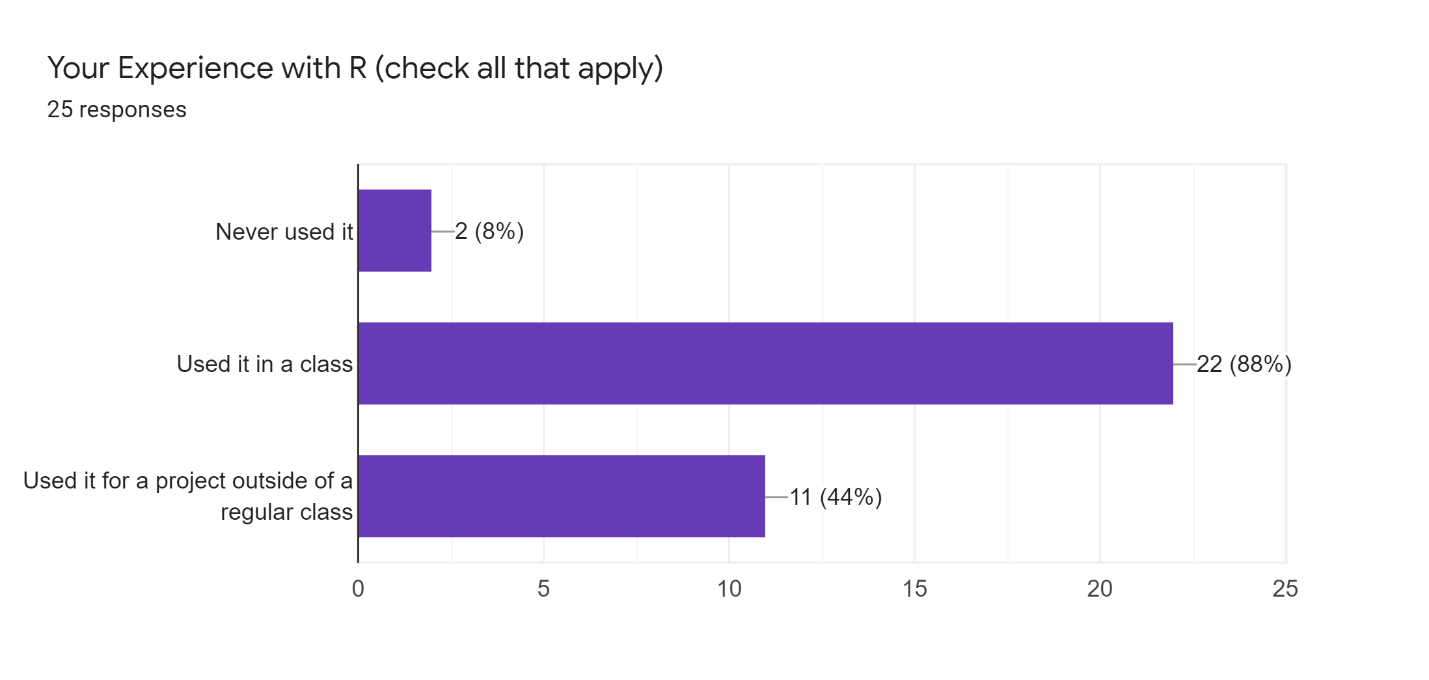 Your Experience with R (check all that apply)
25 responses
Never used it
2 (8%)
Used it in a class
22 (88%)
Used it for a project outside of a
regular class
11 (44%)
0 5 10 15 20 25